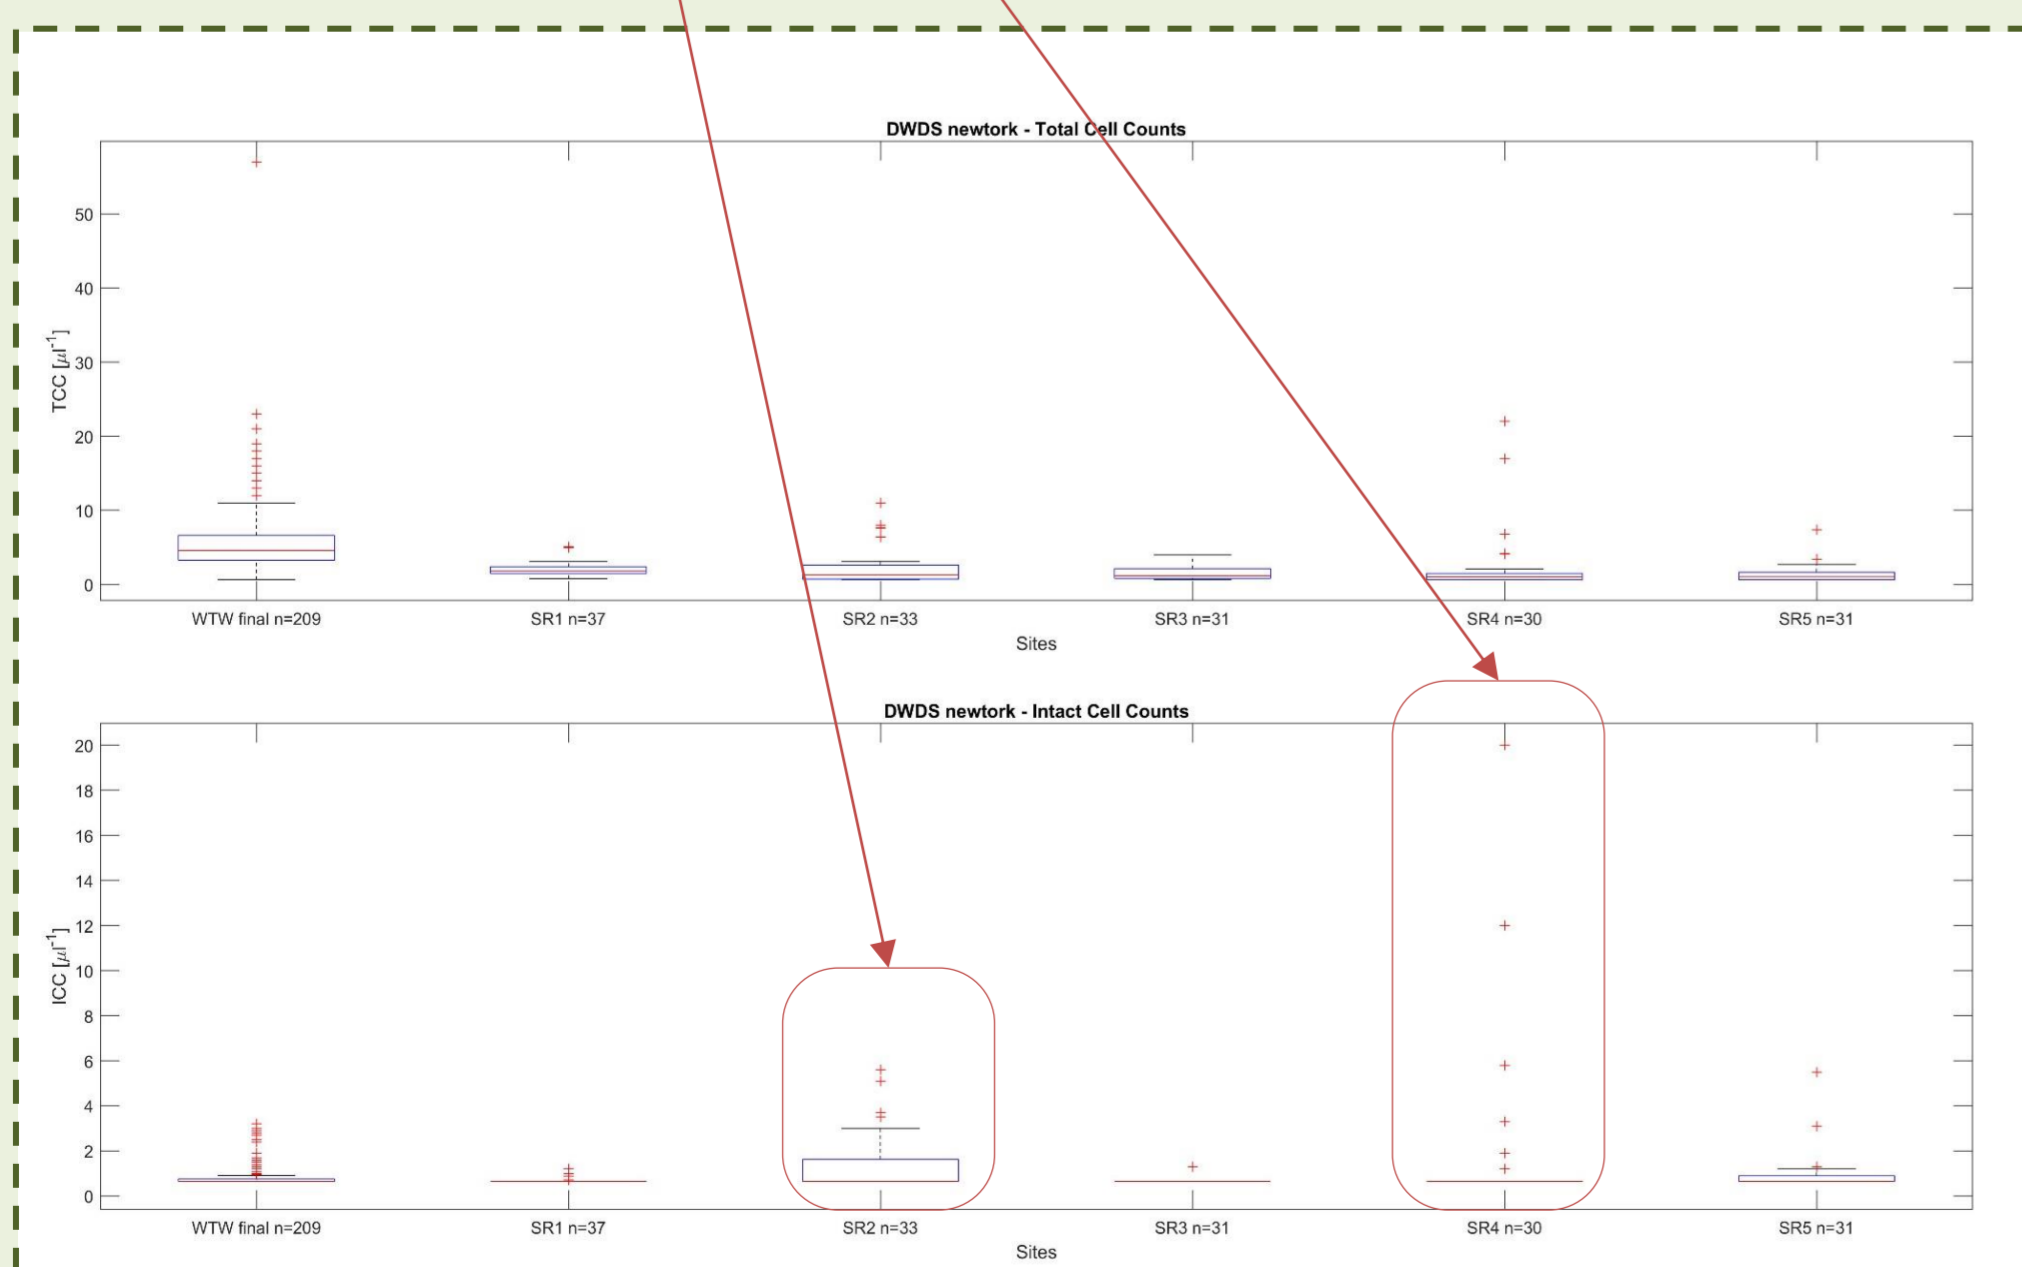 DWDS newtork - Total Cell Counts
TCC [µl⁻¹]
50
40
30
20
10
0
WTW final n=209 SR1 n=37 SR2 n=33 SR3 n=31 SR4 n=30 SR5 n=31
Sites
DWDS newtork - Intact Cell Counts
ICC [µl⁻¹]
20
18
16
14
12
10
8
6
4
2
0
WTW final n=209 SR1 n=37 SR2 n=33 SR3 n=31 SR4 n=30 SR5 n=31
Sites